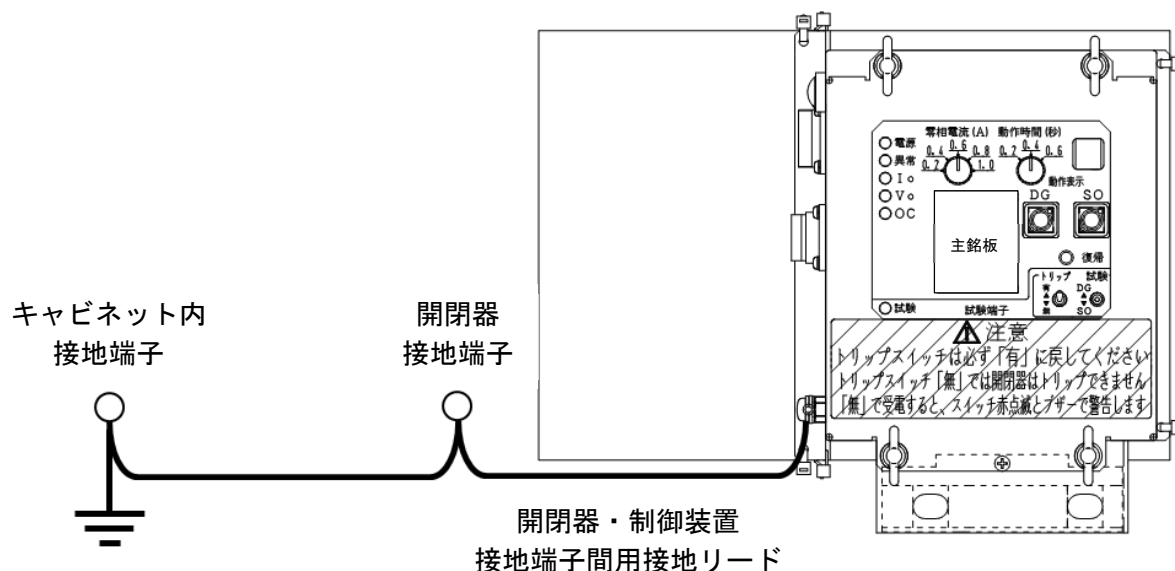 零相電流(A) 動作時間(秒)
0.2 0.4 0.6 0.8 1.0
0.2 0.4 0.6
電源
異常
Io
Vo
OC
動作表示
DG SO
主銘板
復帰
トリップ 試験
有 DG
無 SO
試験 試験端子
注意
トリップスイッチは必ず「有」に戻してください
トリップスイッチ「無」では開閉器はトリップできません
「無」で受電すると、スイッチ赤点滅とブザーで警告します
キャビネット内
接地端子
開閉器
接地端子
開閉器・制御装置
接地端子間用接地リード